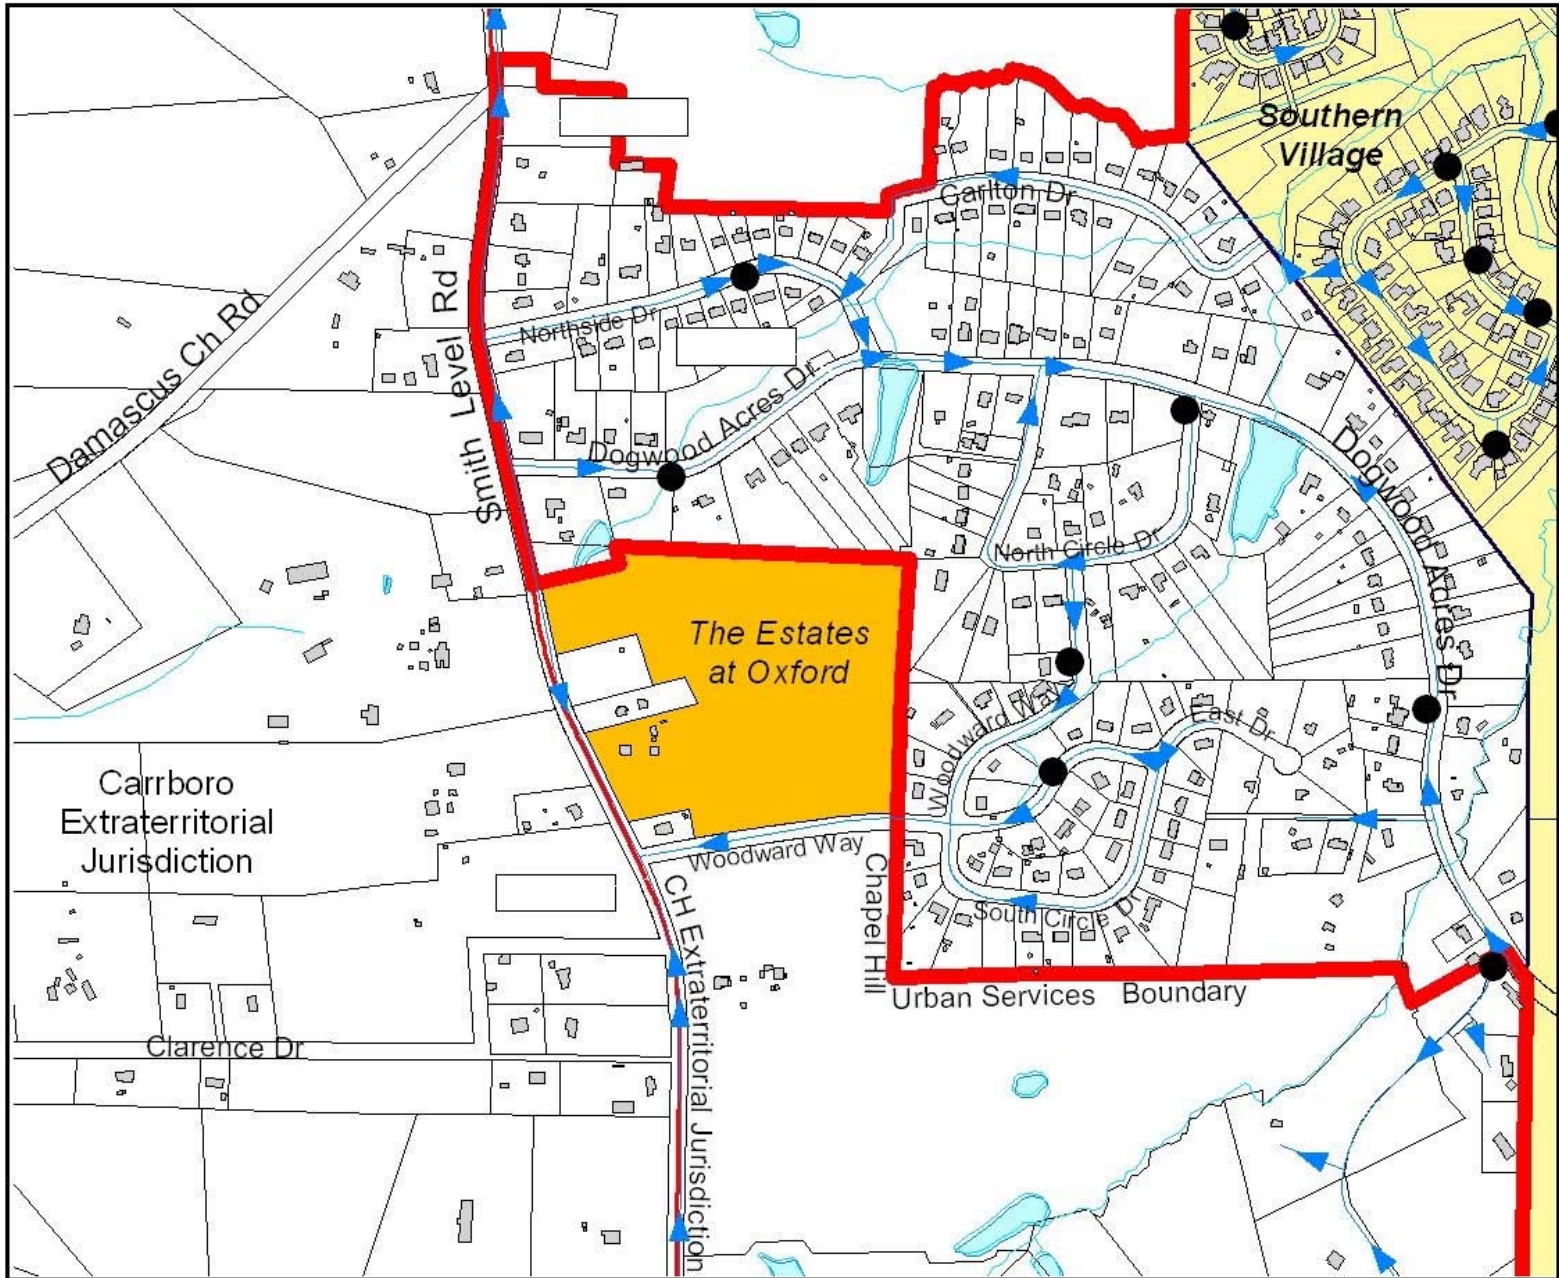 Southern
Village
Carlton Dr
Northside Dr
Smith Level Rd
Damascus Ch Rd
Dogwood Acres Dr
Dogwood Acres Dr
North Circle Dr
The Estates
at Oxford
Woodward Way
East Dr
Carrboro
Extraterritorial
Jurisdiction
Woodward Way
Chapel Hill
South Circle Dr
CH Extraterritorial Jurisdiction
Urban Services Boundary
Clarence Dr